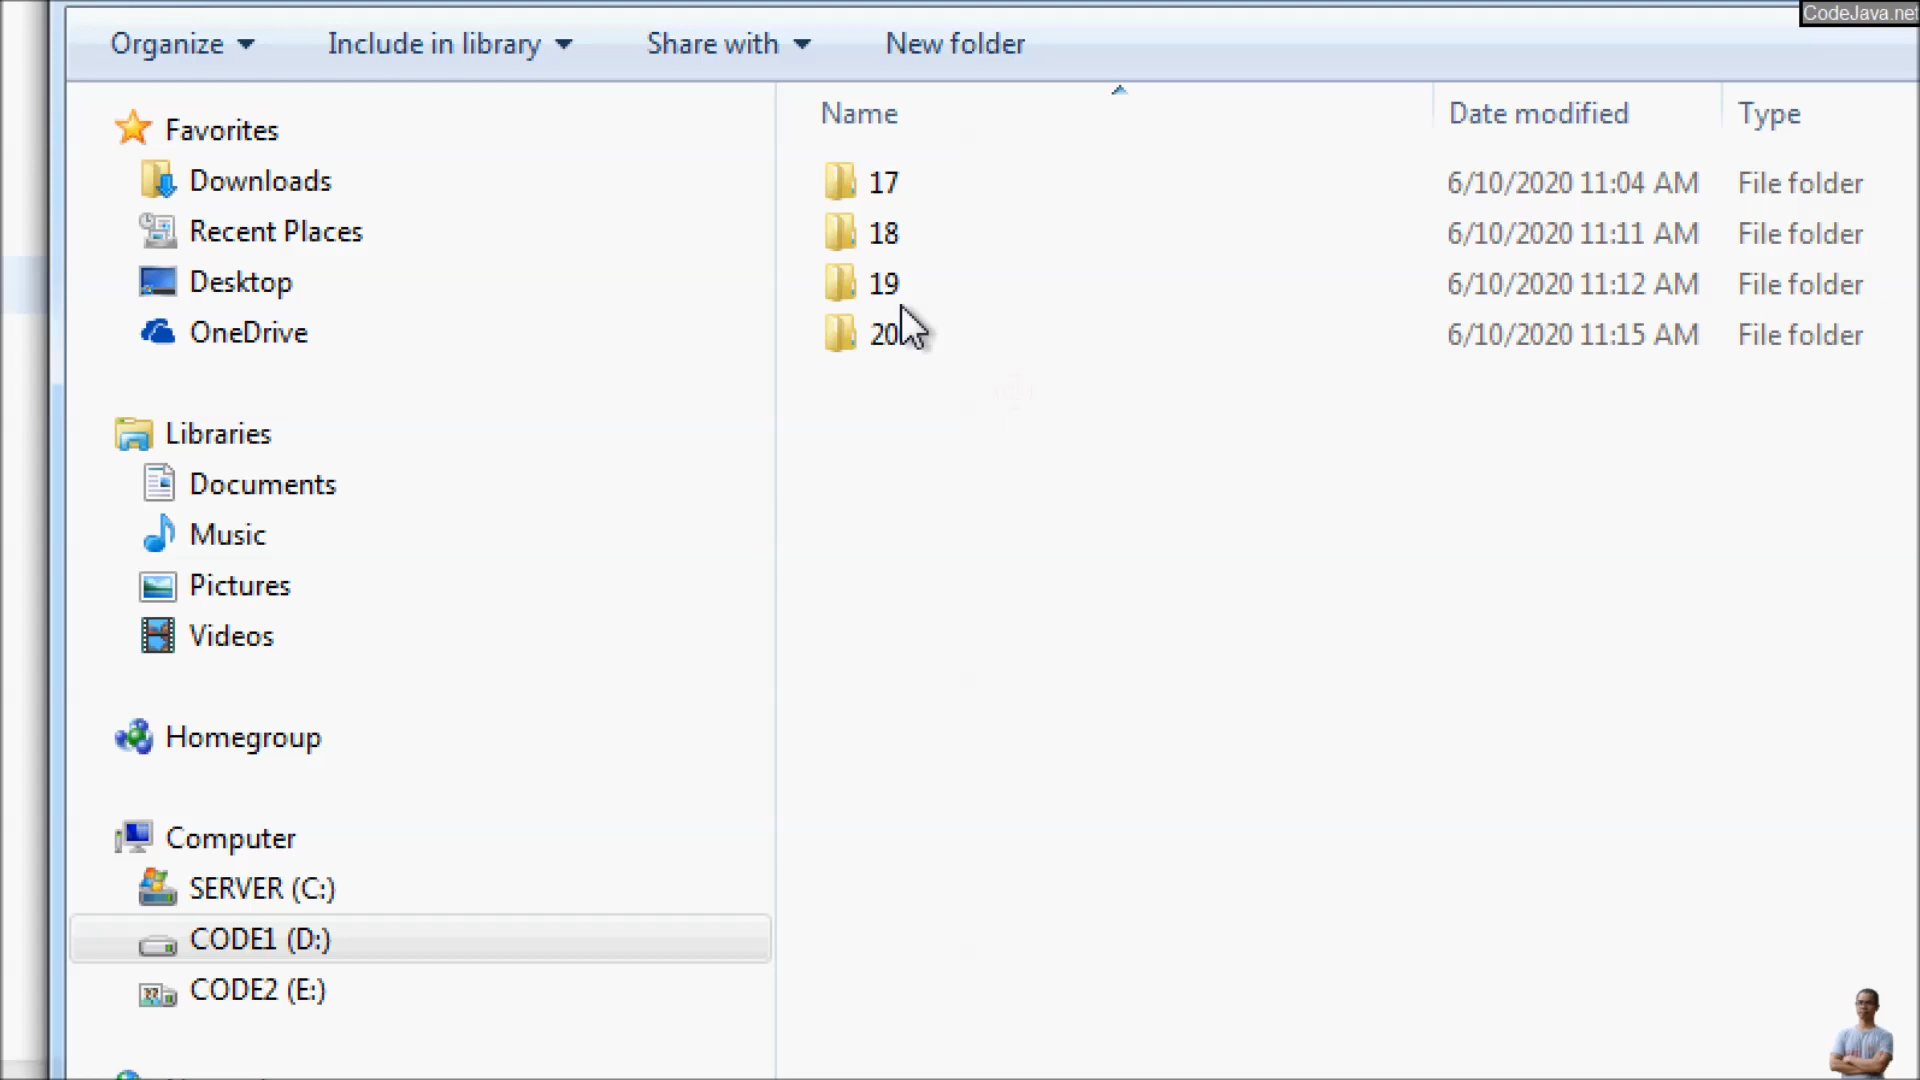 CodeJava.net
Organize Include in library Share with New folder
Name Date modified Type
Favorites
Downloads
Recent Places
Desktop
OneDrive
Libraries
Documents
Music
Pictures
Videos
Homegroup
Computer
SERVER (C:)
CODE1 (D:)
CODE2 (E:)
17 6/10/2020 11:04 AM File folder
18 6/10/2020 11:11 AM File folder
19 6/10/2020 11:12 AM File folder
20 6/10/2020 11:15 AM File folder